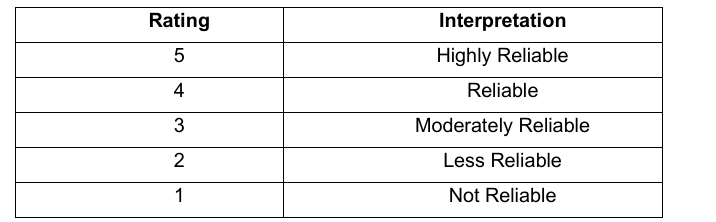 Rating Interpretation
5 Highly Reliable
4 Reliable
3 Moderately Reliable
2 Less Reliable
1 Not Reliable